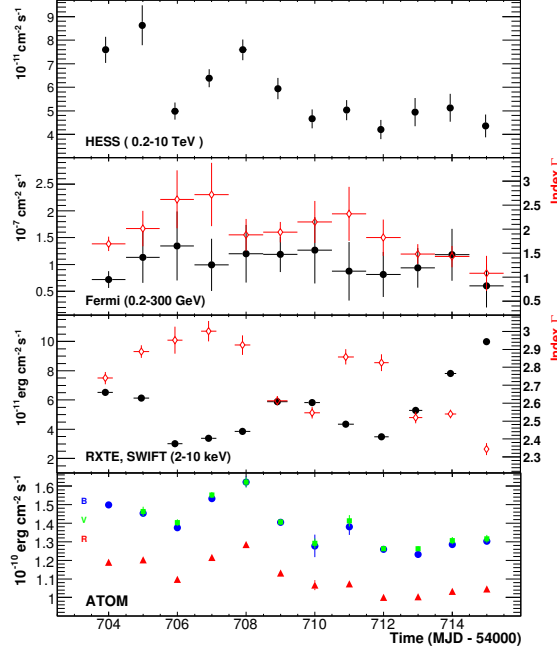 9
8
7
6
5
4
10⁻¹¹ cm⁻² s⁻¹
HESS ( 0.2-10 TeV )
2.5
2
1.5
1
0.5
10⁻⁷ cm⁻² s⁻¹
3
2.5
2
1.5
1
0.5
Index Γ
Fermi (0.2-300 GeV)
10
8
6
4
2
10⁻¹¹ erg cm⁻² s⁻¹
3
2.9
2.8
2.7
2.6
2.5
2.4
2.3
Index Γ
RXTE, SWIFT (2-10 keV)
1.6
1.5
1.4
1.3
1.2
1.1
1
10⁻¹⁰ erg cm⁻² s⁻¹
B
V
R
ATOM
704 706 708 710 712 714
Time (MJD - 54000)